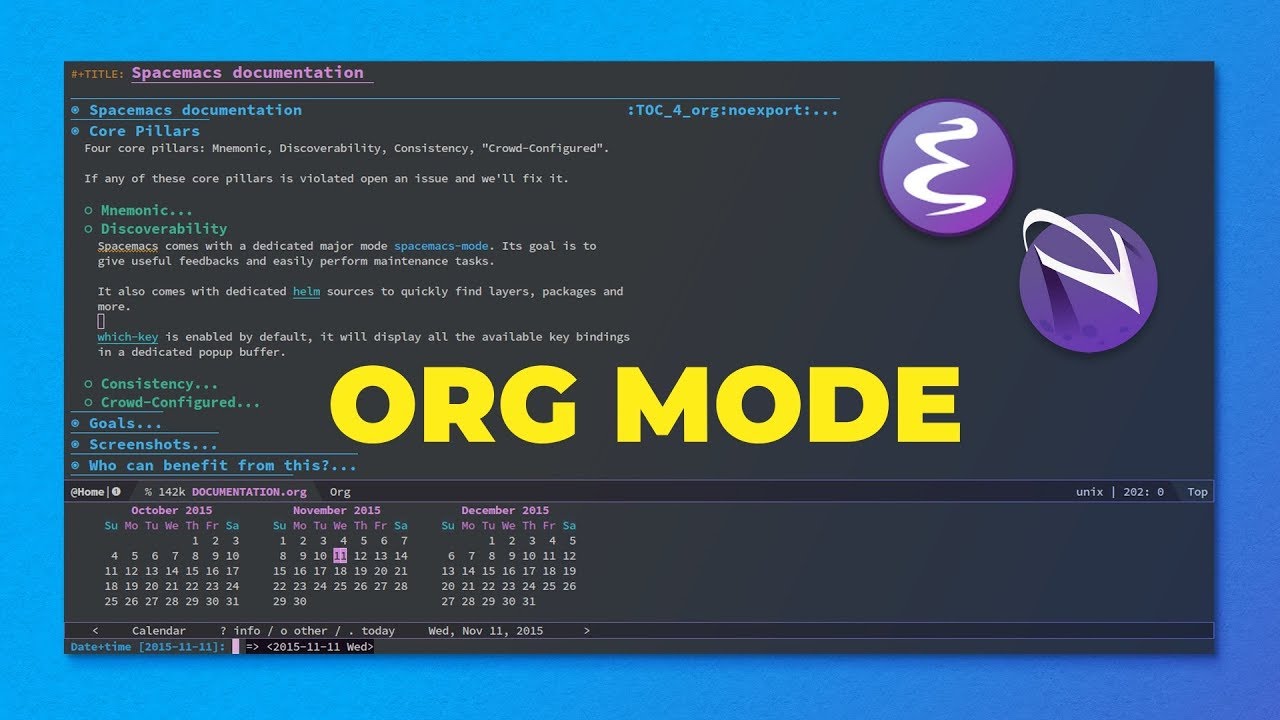 #+TITLE: Spacemacs documentation
◉ Spacemacs documentation :TOC_4_org:noexport:...
◉ Core Pillars
Four core pillars: Mnemonic, Discoverability, Consistency, "Crowd-Configured".
If any of these core pillars is violated open an issue and we'll fix it.
○ Mnemonic...
○ Discoverability
Spacemacs comes with a dedicated major mode spacemacs-mode. Its goal is to
give useful feedbacks and easily perform maintenance tasks.
It also comes with dedicated helm sources to quickly find layers, packages and
more.
which-key is enabled by default, it will display all the available key bindings
in a dedicated popup buffer.
○ Consistency...
○ Crowd-Configured...
◉ Goals...
◉ Screenshots...
◉ Who can benefit from this?...
ORG MODE
@Home|❶ % 142k DOCUMENTATION.org Org unix | 202: 0 Top
October 2015 November 2015 December 2015
Su Mo Tu We Th Fr Sa Su Mo Tu We Th Fr Sa Su Mo Tu We Th Fr Sa
1 2 3 1 2 3 4 5 6 7 1 2 3 4 5
4 5 6 7 8 9 10 8 9 10 11 12 13 14 6 7 8 9 10 11 12
11 12 13 14 15 16 17 15 16 17 18 19 20 21 13 14 15 16 17 18 19
18 19 20 21 22 23 24 22 23 24 25 26 27 28 20 21 22 23 24 25 26
25 26 27 28 29 30 31 29 30 27 28 29 30 31
< Calendar ? info / o other / . today Wed, Nov 11, 2015 >
Date+time [2015-11-11]: => <2015-11-11 Wed>